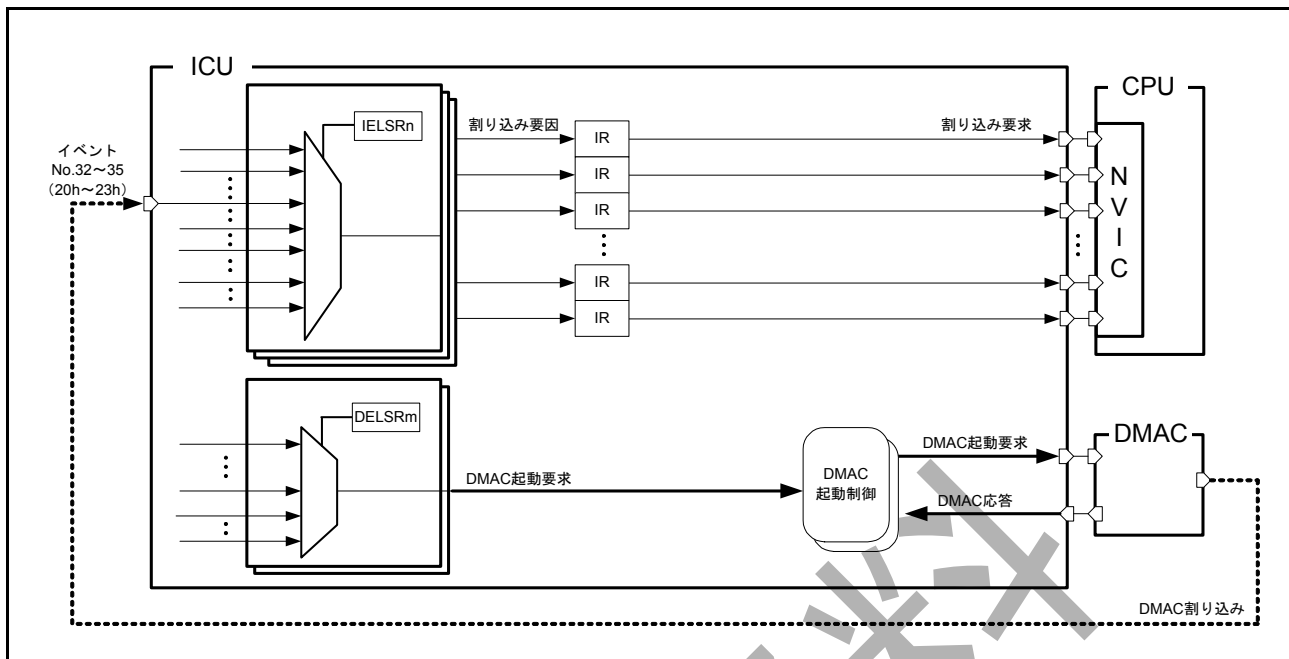 ICU
CPU
イベント
No.32～35
(20h～23h)
IELSRn
割り込み要因
IR
IR
IR
IR
IR
割り込み要求
N
V
I
C
DELSRm
DMAC起動要求
DMAC
起動制御
DMAC起動要求
DMAC応答
DMAC
DMAC割り込み
料